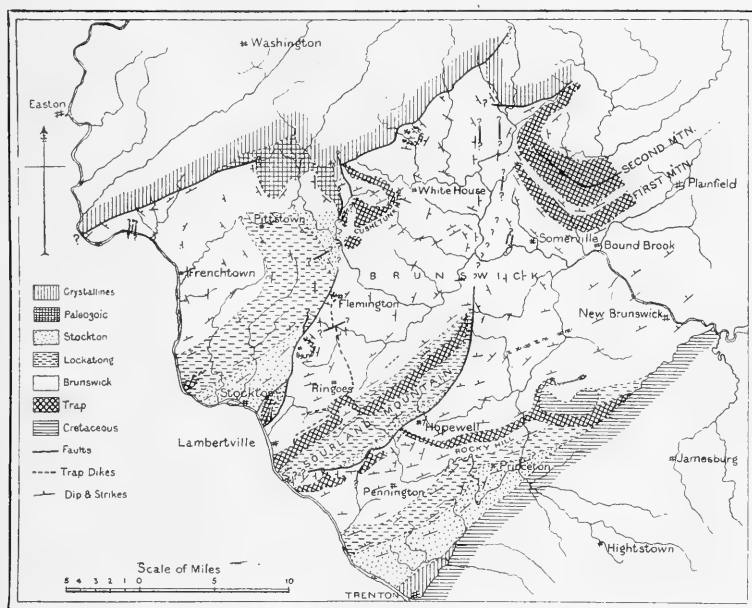 Washington
Easton
SECOND MTN.
FIRST MTN.
Plainfield
White House
CUSHETUNK
Pittstown
Somerville
Bound Brook
Frenchtown
BRUNSWICK
Flemington
New Brunswick
Crystallines
Paleozoic
Stockton
Lockatong
Brunswick
Trap
Cretaceous
Faults
Trap Dikes
Dip & Strikes
Ringoes
Stockton
Lambertville
SOURLAND MOUNTAIN
Hopewell
ROCKY HILL
Princeton
Jamesburg
Pennington
Hightstown
Scale of Miles
5 4 3 2 1 0 5 10
TRENTON